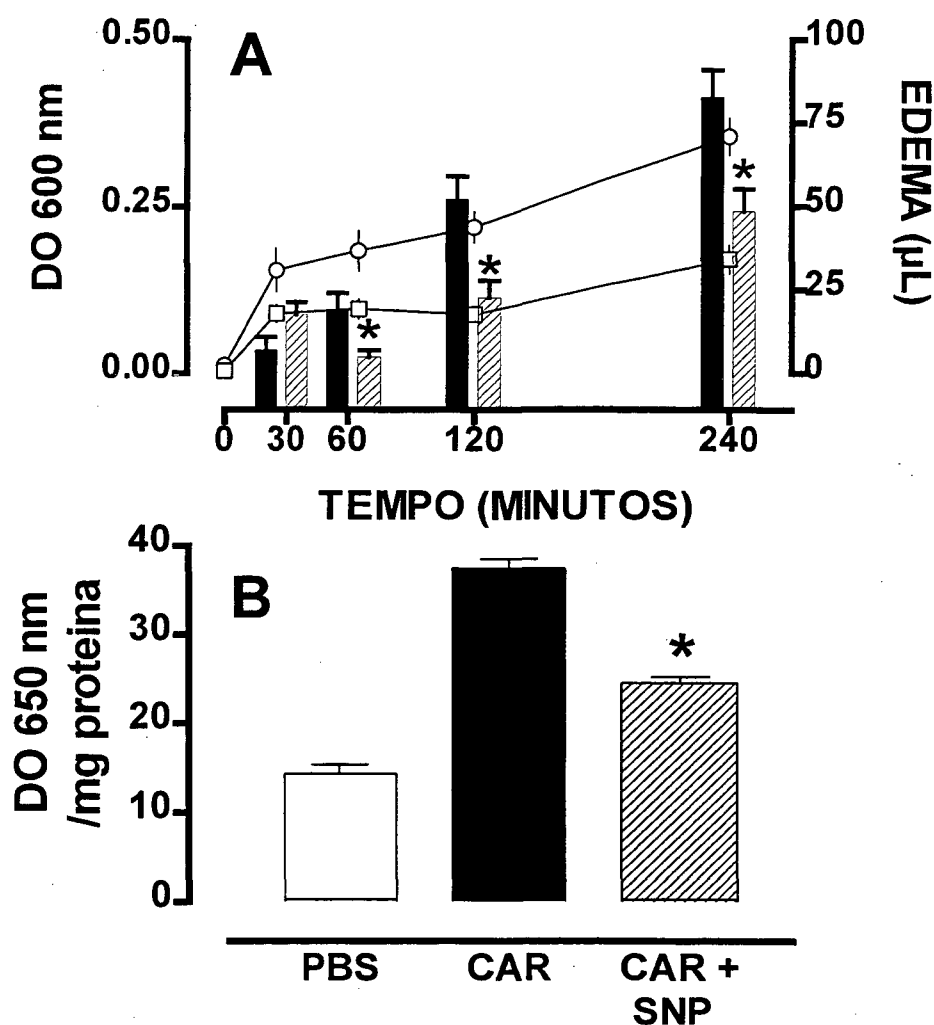 A
DO 600 nm
0.50
0.25
0.00
100
75
50
25
0
EDEMA (µL)
*
*
*
0 30 60 120 240
TEMPO (MINUTOS)
B
DO 650 nm
/mg proteina
40
30
20
10
0
*
PBS CAR CAR +
SNP